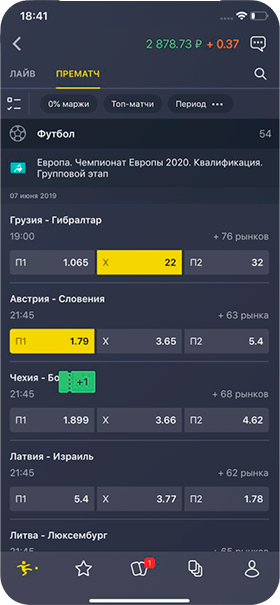 18:41
2 878.73 ₽ + 0.37
ЛАЙВ ПРЕМАТЧ
0% маржи Топ-матчи Период
Футбол 54
Европа. Чемпионат Европы 2020. Квалификация.
Групповой этап
07 июня 2019
Грузия - Гибралтар
19:00 + 76 рынков
П1 1.065 X 22 П2 32
Австрия - Словения
21:45 + 63 рынка
П1 1.79 X 3.65 П2 5.4
Чехия - Бо
+1
21:45 + 68 рынков
П1 1.899 X 3.66 П2 4.62
Латвия - Израиль
21:45 + 62 рынка
П1 5.4 X 3.77 П2 1.78
Литва - Люксембург
21:45 + 65 рынков
1